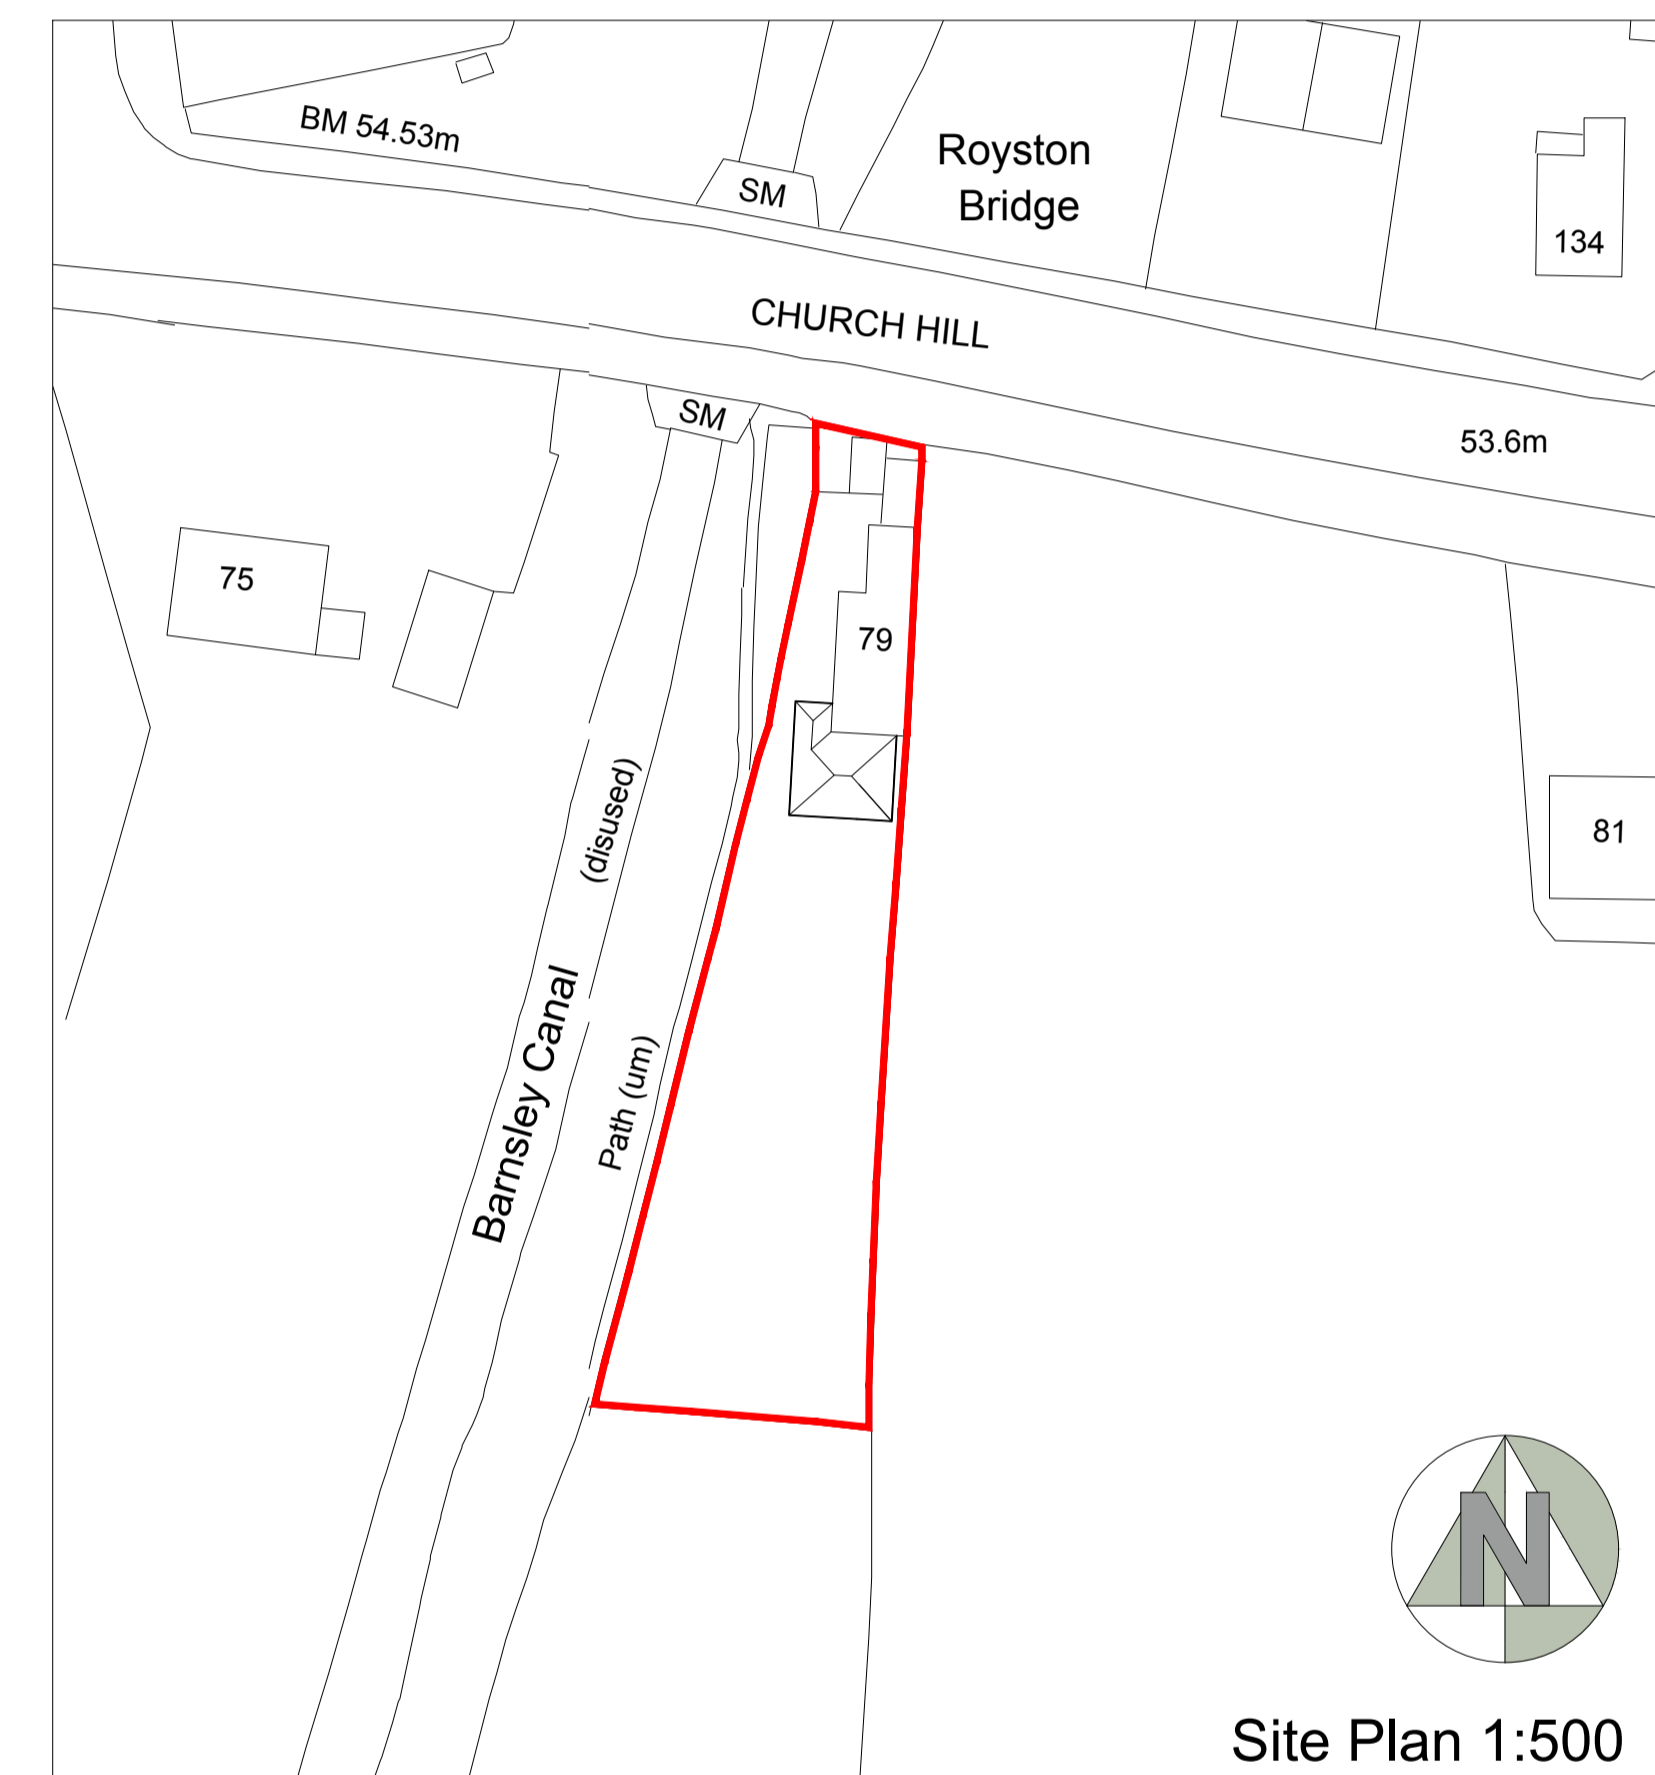 BM 54.53m
SM
Royston
Bridge
134
CHURCH HILL
SM
53.6m
75
79
(disused)
81
Barnsley Canal
Path (um)
N
Site Plan 1:500